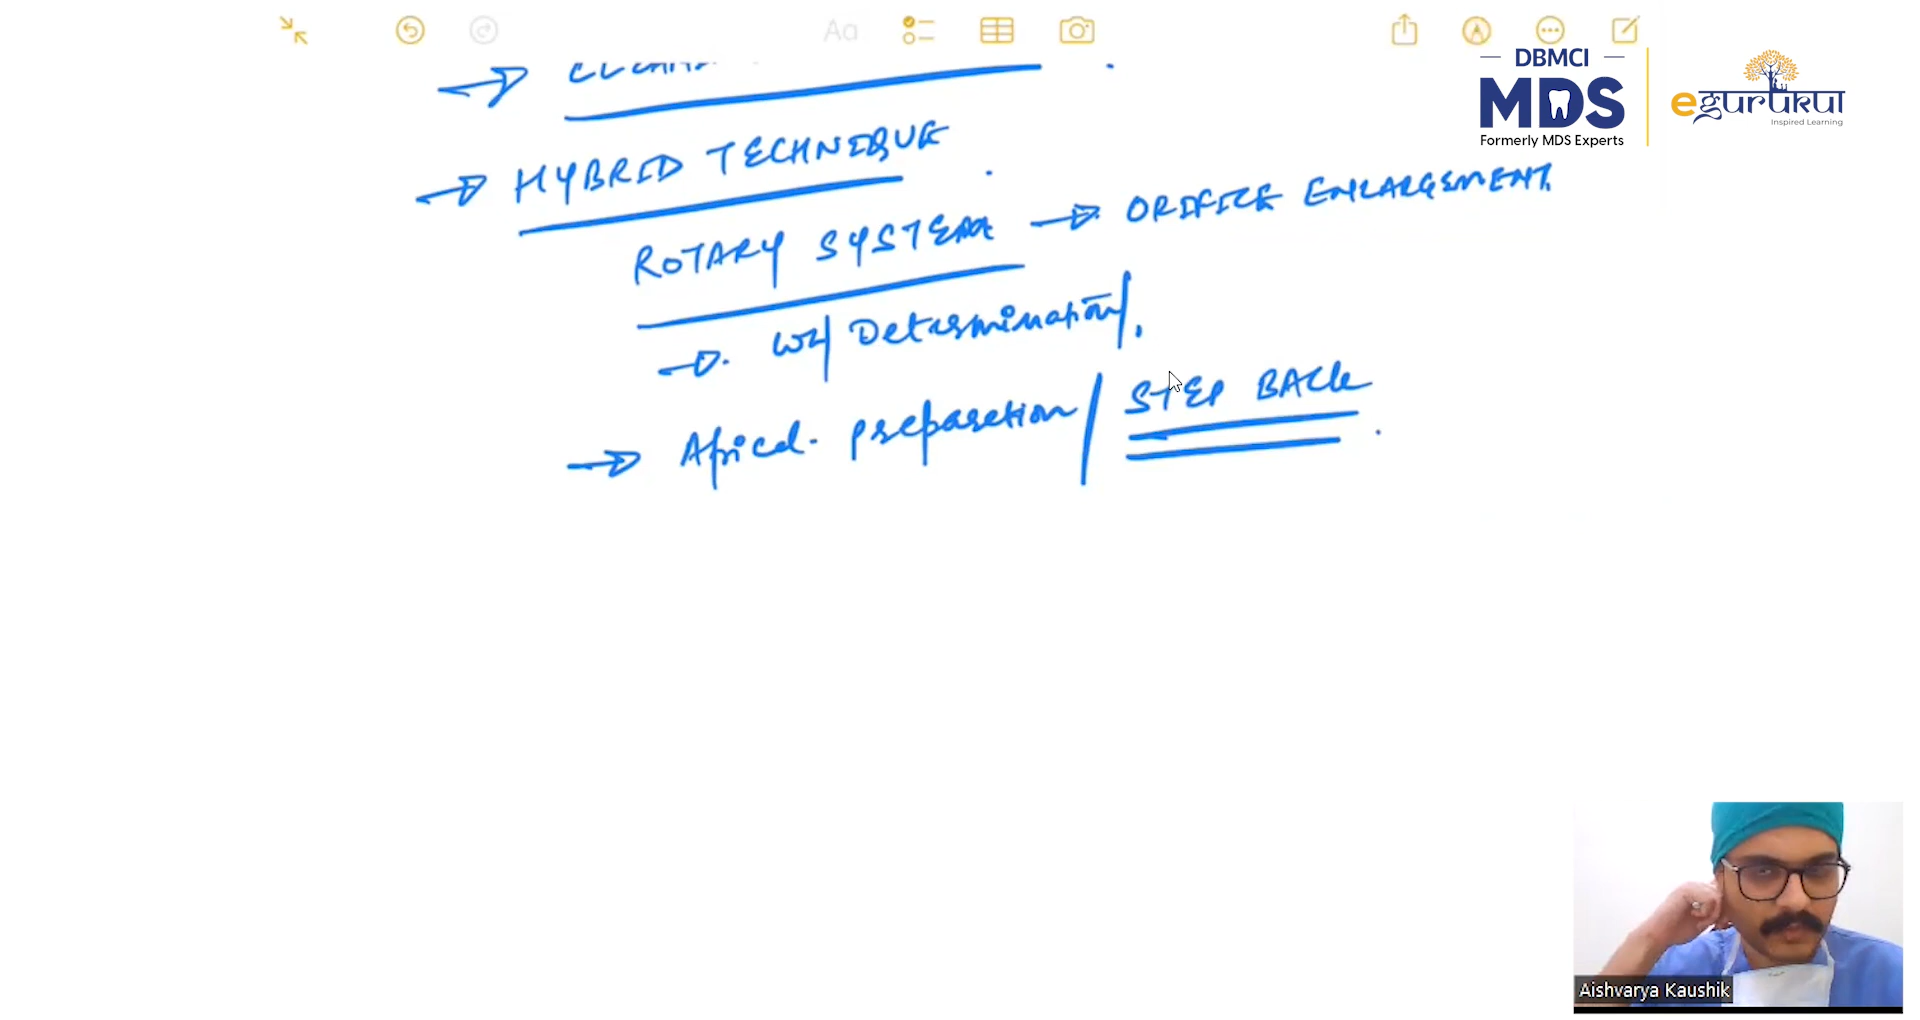 Aa
DBMCI
MDS
Formerly MDS Experts
egurukul
Inspired Learning
→ HYBRID TECHNIQUE
ROTARY SYSTEM → ORIFICE ENLARGEMENT.
→ WL Determination/.
→ Apical preparation / STEP BACK.
Aishvarya Kaushik